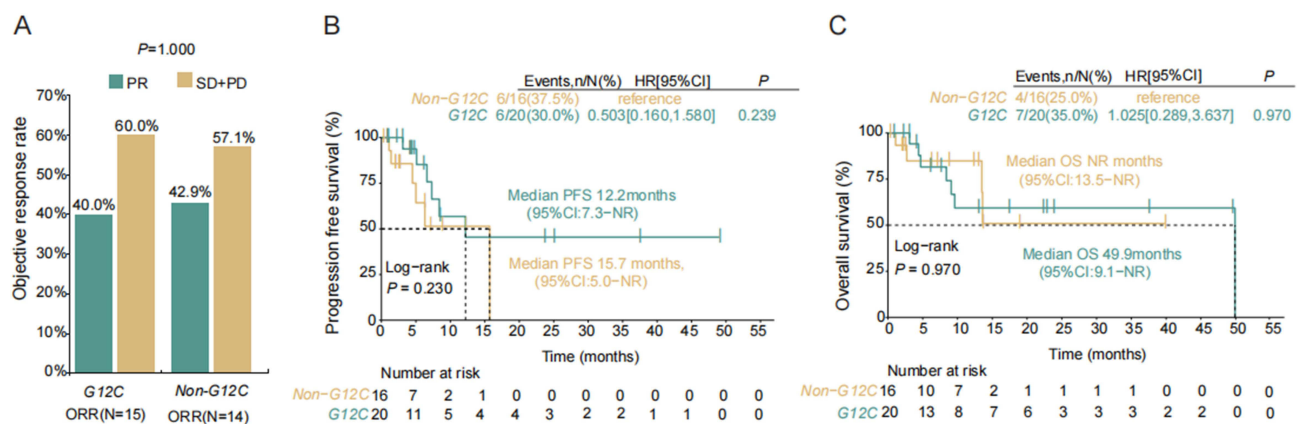 A
P=1.000
PR
SD+PD
70%
60%
50%
40%
30%
20%
10%
0%
Objective response rate
40.0%
60.0%
42.9%
57.1%
G12C
Non-G12C
ORR(N=15)
ORR(N=14)
B
Events,n/N(%) HR[95%CI] P
Non-G12C 6/16(37.5%) reference
G12C 6/20(30.0%) 0.503[0.160,1.580] 0.239
Progression free survival (%)
100
75
50
25
0
Median PFS 12.2months
(95%CI:7.3-NR)
Median PFS 15.7 months,
(95%CI:5.0-NR)
Log-rank
P = 0.230
0 5 10 15 20 25 30 35 40 45 50 55
Time (months)
Number at risk
Non-G12C 16 7 2 1 0 0 0 0 0 0 0 0
G12C 20 11 5 4 4 3 2 2 1 1 0 0
C
Events,n/N(%) HR[95%CI] P
Non-G12C 4/16(25.0%) reference
G12C 7/20(35.0%) 1.025[0.289,3.637] 0.970
Overall survival (%)
100
75
50
25
0
Median OS NR months
(95%CI:13.5-NR)
Median OS 49.9months
(95%CI:9.1-NR)
Log-rank
P = 0.970
0 5 10 15 20 25 30 35 40 45 50 55
Time (months)
Number at risk
Non-G12C 16 10 7 2 1 1 1 1 0 0 0 0
G12C 20 13 8 7 6 3 3 3 2 2 0 0